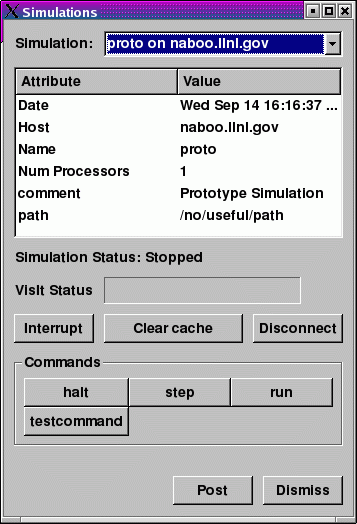 Simulations
Simulation: proto on naboo.llnl.gov
Attribute Value
Date Wed Sep 14 16:16:37 ...
Host naboo.llnl.gov
Name proto
Num Processors 1
comment Prototype Simulation
path /no/useful/path
Simulation Status: Stopped
VisIt Status
Interrupt Clear cache Disconnect
Commands
halt step run
testcommand
Post Dismiss